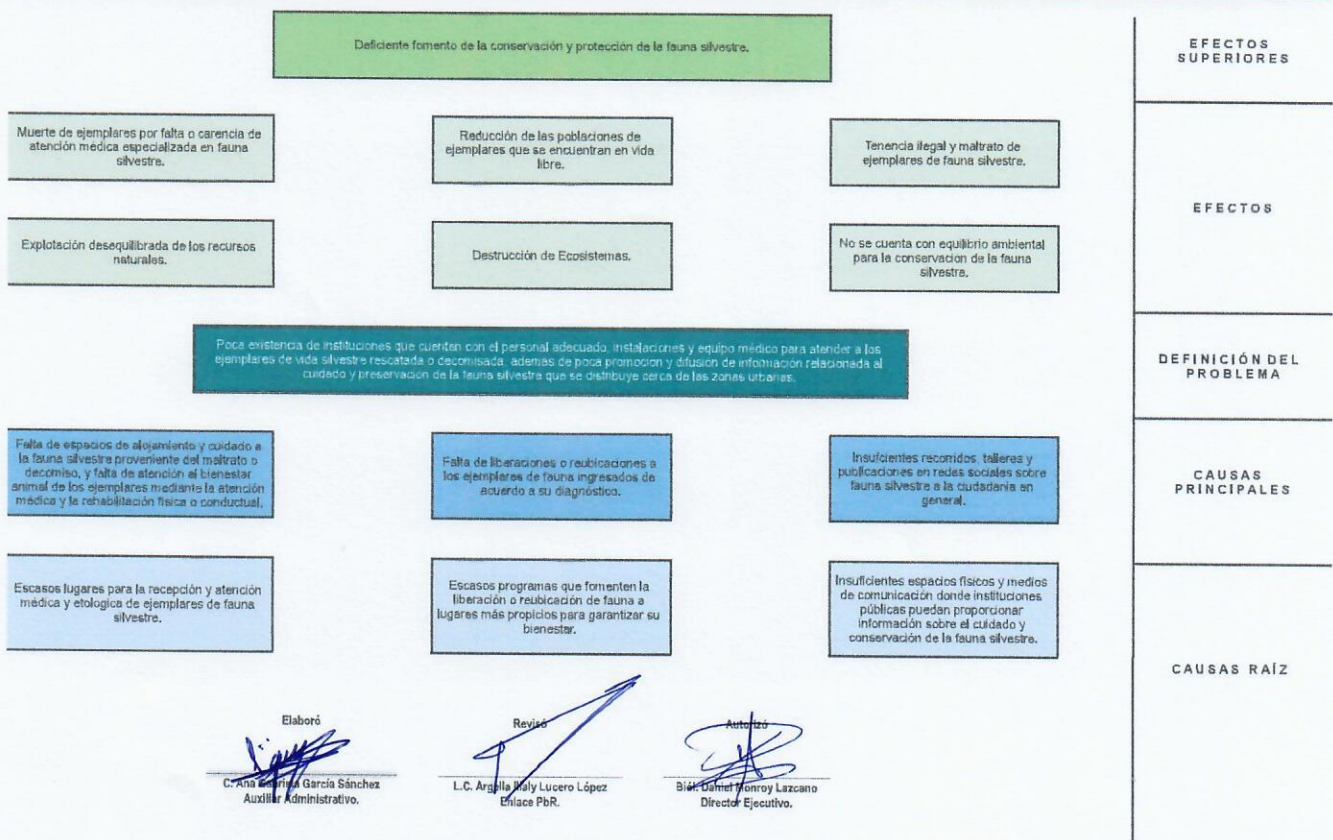 Deficiente fomento de la conservación y protección de la fauna silvestre.
EFECTOS
SUPERIORES
Muerte de ejemplares por falta o carencia de
atención médica especializada en fauna
silvestre.
Reducción de las poblaciones de
ejemplares que se encuentran en vida
libre.
Tenencia ilegal y maltrato de
ejemplares de fauna silvestre.
EFECTOS
Explotación desequilibrada de los recursos
naturales.
Destrucción de Ecosistemas.
No se cuenta con equilibrio ambiental
para la conservacion de la fauna
silvestre.
Poca existencia de instituciones que cuenten con el personal adecuado, instalaciones y equipo médico para atender a los
ejemplares de vida silvestre rescatada o decomisada, además de poca promocion y difusion de información relacionada al
cuidado y preservación de la fauna silvestre que se distribuye cerca de las zonas urbanas.
DEFINICIÓN DEL
PROBLEMA
Falta de espacios de alojamiento y cuidado a
la fauna silvestre proveniente del maltrato o
decomiso, y falta de atención al bienestar
animal de los ejemplares mediante la atención
médica y la rehabilitación física o conductual.
Falta de liberaciones o reubicaciones a
los ejemplares de fauna ingresados de
acuerdo a su diagnóstico.
Insuficientes recorridos, talleres y
publicaciones en redes sociales sobre
fauna silvestre a la ciudadanía en
general.
CAUSAS
PRINCIPALES
Escasos lugares para la recepción y atención
médica y etologica de ejemplares de fauna
silvestre.
Escasos programas que fomenten la
liberación o reubicación de fauna a
lugares más propicios para garantizar su
bienestar.
Insuficientes espacios físicos y medios
de comunicación donde instituciones
públicas puedan proporcionar
información sobre el cuidado y
conservación de la fauna silvestre.
CAUSAS RAÍZ
Elaboró
C. Ana García Sánchez
Auxiliar Administrativo.
Revisó
L.C. Lucero López
Enlace PbR.
Autorizó
Biól. Daniel Monroy Lazcano
Director Ejecutivo.